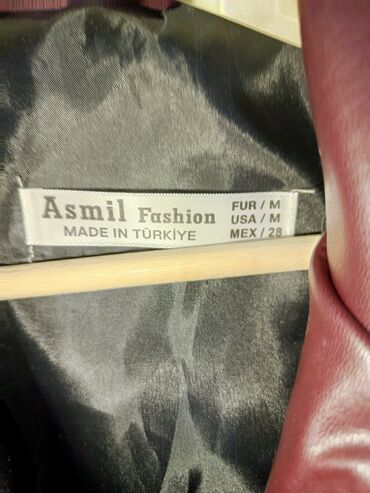 Asmil Fashion
MADE IN TÜRKİYE
FUR / M
USA / M
MEX / 28